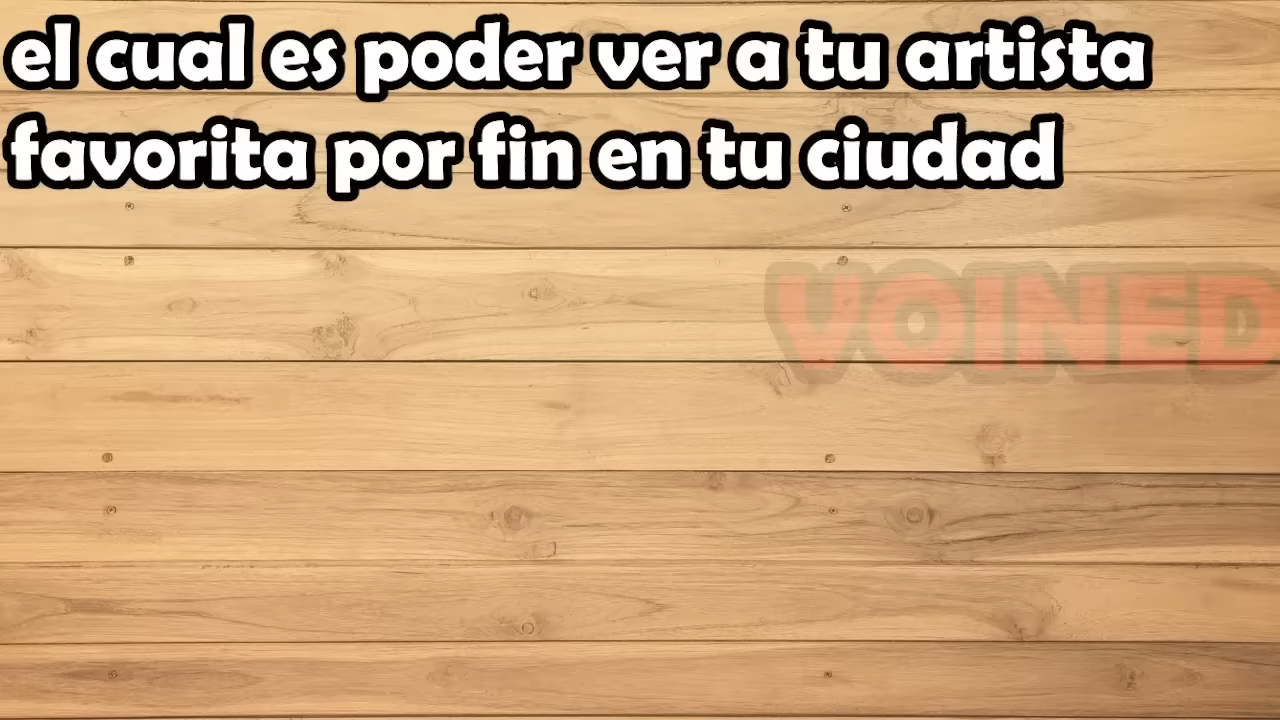 el cual es poder ver a tu artista
favorita por fin en tu ciudad
VOINED